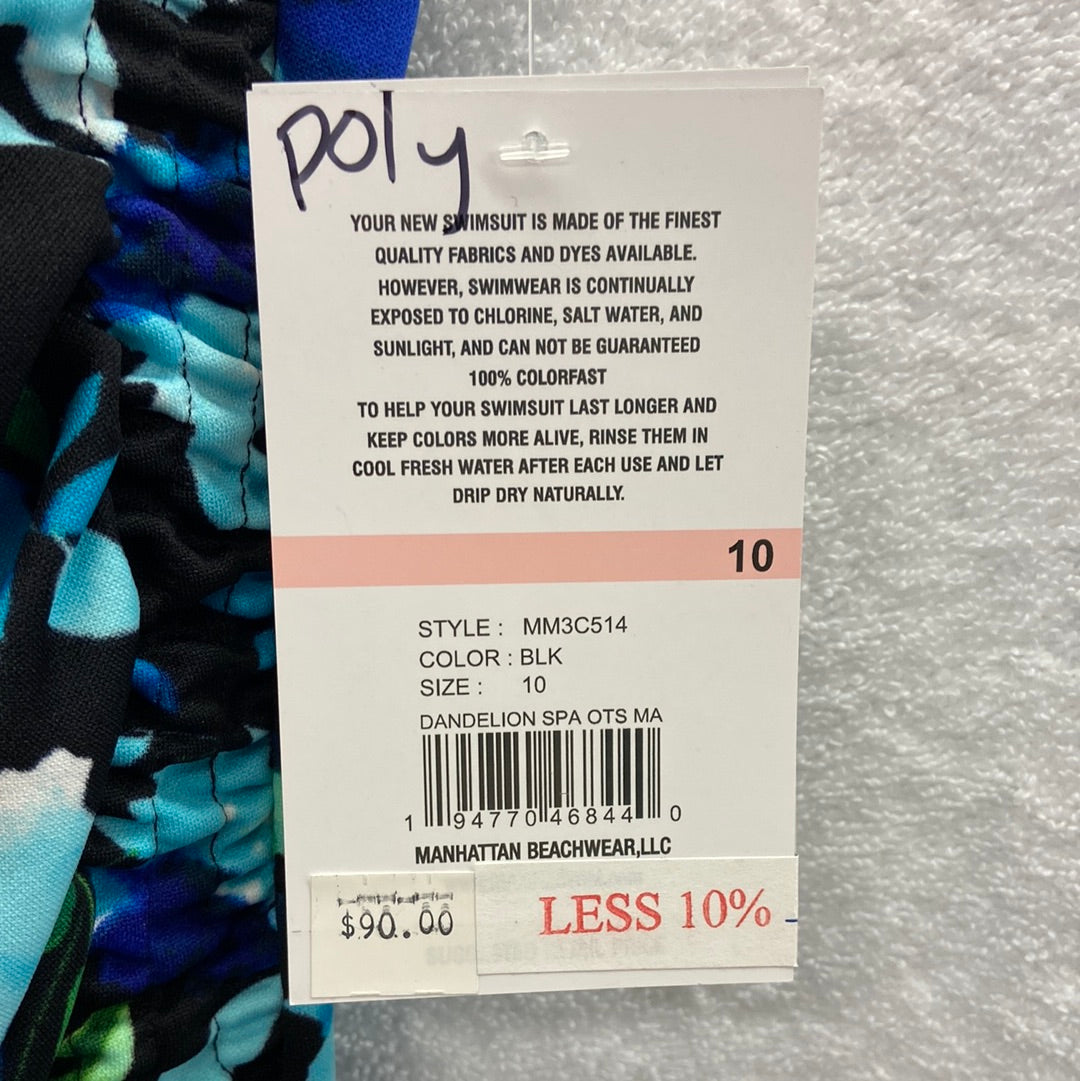 poly
YOUR NEW SWIMSUIT IS MADE OF THE FINEST
QUALITY FABRICS AND DYES AVAILABLE.
HOWEVER, SWIMWEAR IS CONTINUALLY
EXPOSED TO CHLORINE, SALT WATER, AND
SUNLIGHT, AND CAN NOT BE GUARANTEED
100% COLORFAST
TO HELP YOUR SWIMSUIT LAST LONGER AND
KEEP COLORS MORE ALIVE, RINSE THEM IN
COOL FRESH WATER AFTER EACH USE AND LET
DRIP DRY NATURALLY.
10
STYLE : MM3C514
COLOR : BLK
SIZE : 10
DANDELION SPA OTS MA
1 94770 46844 0
MANHATTAN BEACHWEAR,LLC
$90.00
LESS 10%